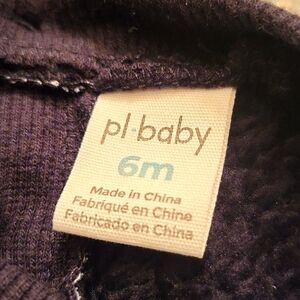 pl·baby
6m
Made in China
Fabriqué en Chine
Fabricado en China